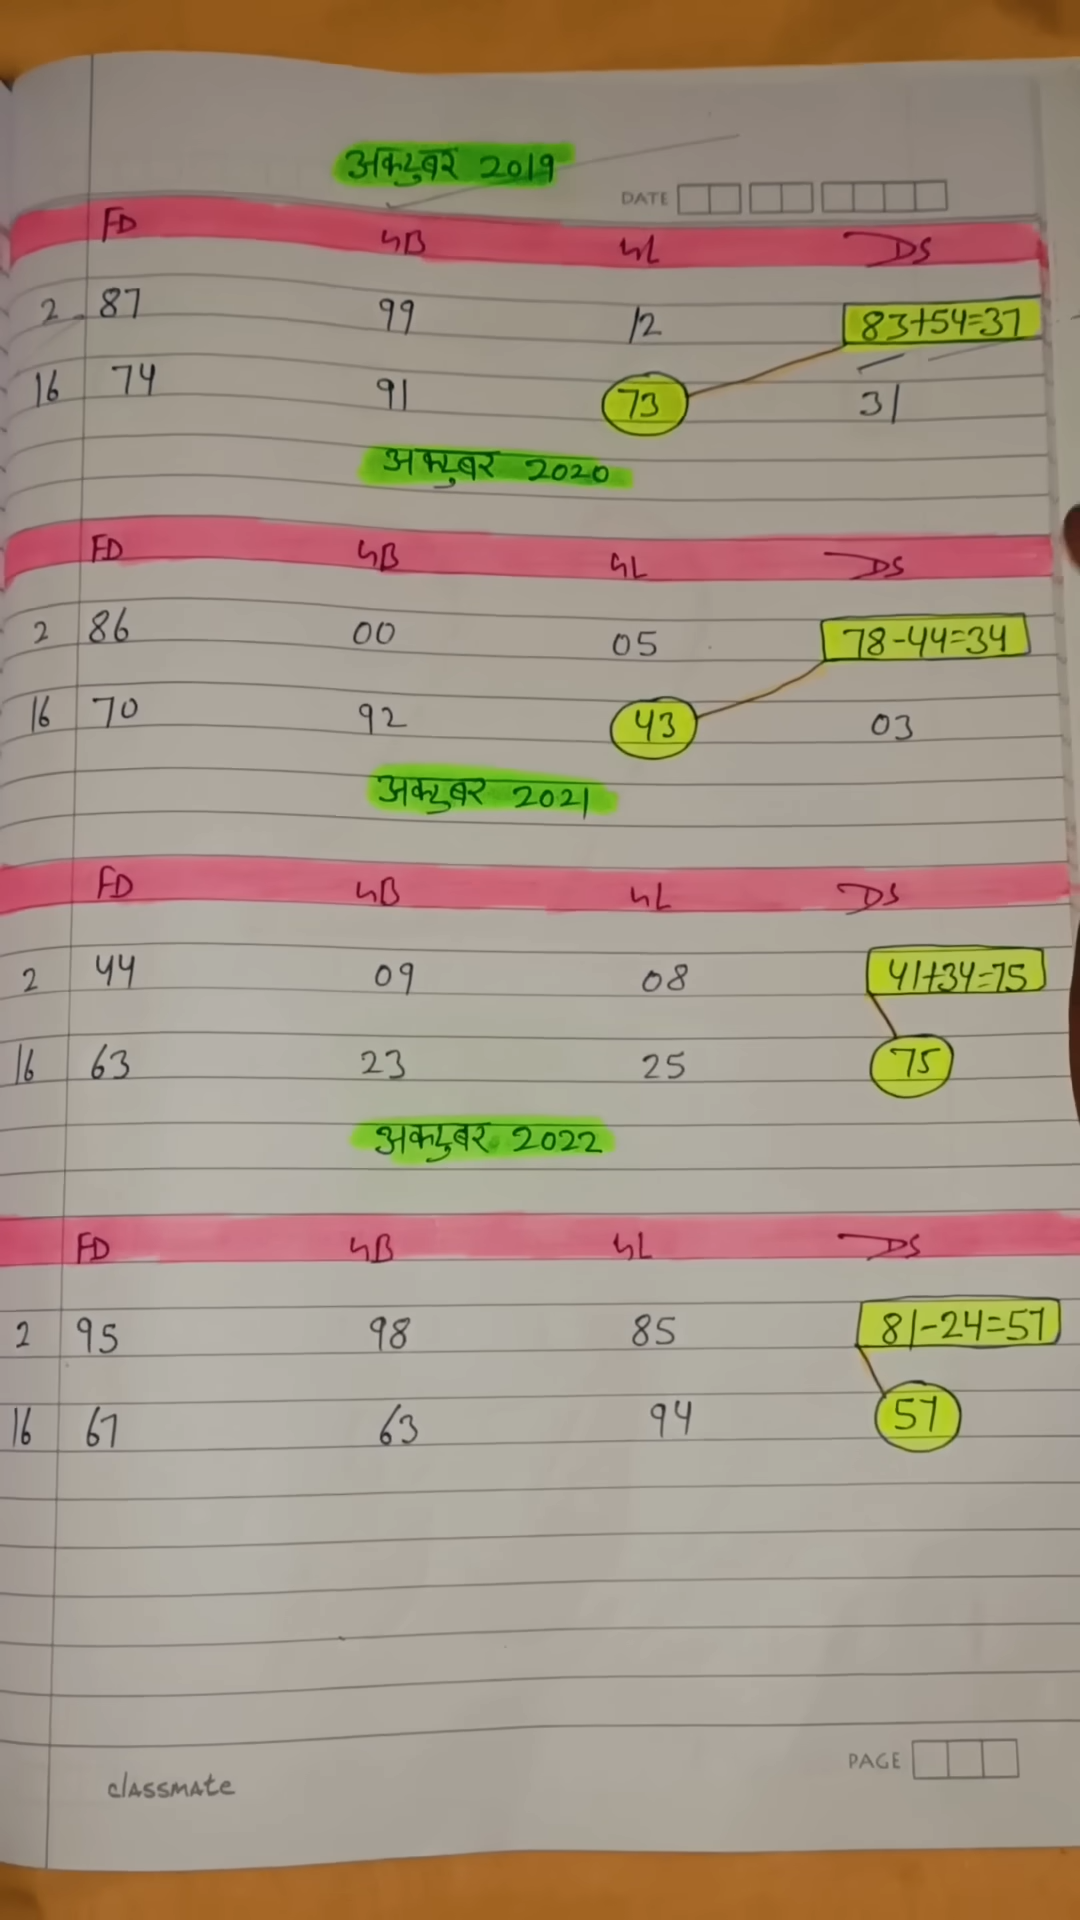 अक्टुबर 2019
DATE
FD GB GL DS
2 87 99 12 83+54=37
16 74 91 73 31
अक्टुबर 2020
FD GB GL DS
2 86 00 05 78-44=34
16 70 92 43 03
अक्टुबर 2021
FD GB GL DS
2 44 09 08 41+34=75
16 63 23 25 75
अक्टुबर 2022
FD GB GL DS
2 95 98 85 81-24=57
16 67 63 94 57
PAGE
classmate